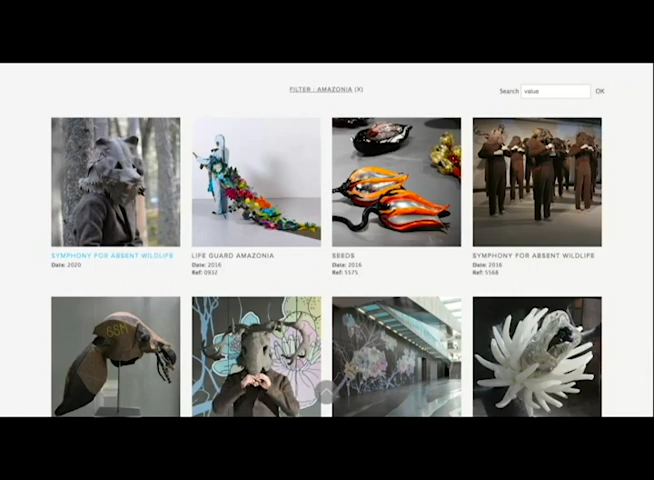 FILTER : AMAZONIA (X)
Search value OK
SYMPHONY FOR ABSENT WILDLIFE
Date: 2020
LIFE GUARD AMAZONIA
Date: 2016
Ref: 0932
SEEDS
Date: 2016
Ref: 5575
SYMPHONY FOR ABSENT WILDLIFE
Date: 2016
Ref: 5568